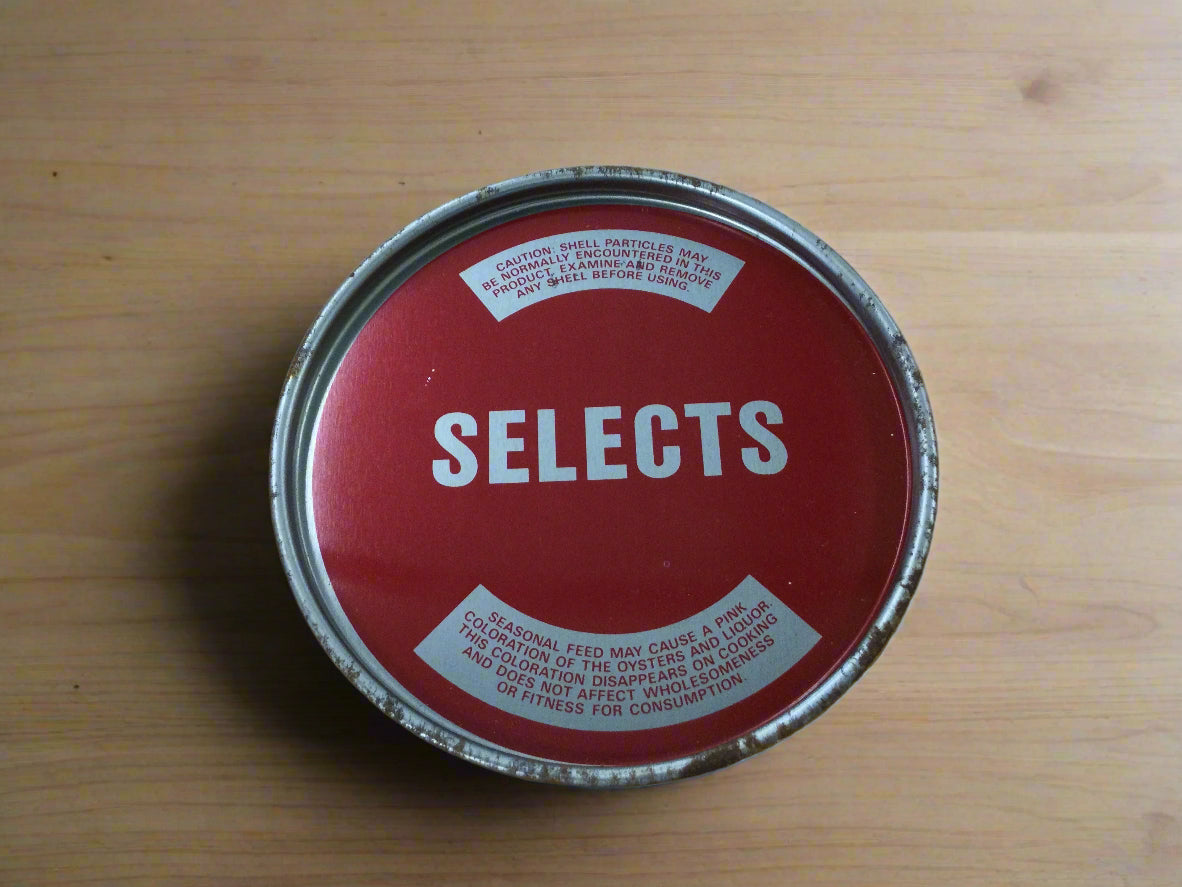 CAUTION: SHELL PARTICLES MAY
BE NORMALLY ENCOUNTERED IN THIS
PRODUCT, EXAMINE AND REMOVE
ANY SHELL BEFORE USING.
SELECTS
SEASONAL FEED MAY CAUSE A PINK
COLORATION OF THE OYSTERS AND LIQUOR.
THIS COLORATION DISAPPEARS ON COOKING
AND DOES NOT AFFECT WHOLESOMENESS
OR FITNESS FOR CONSUMPTION.